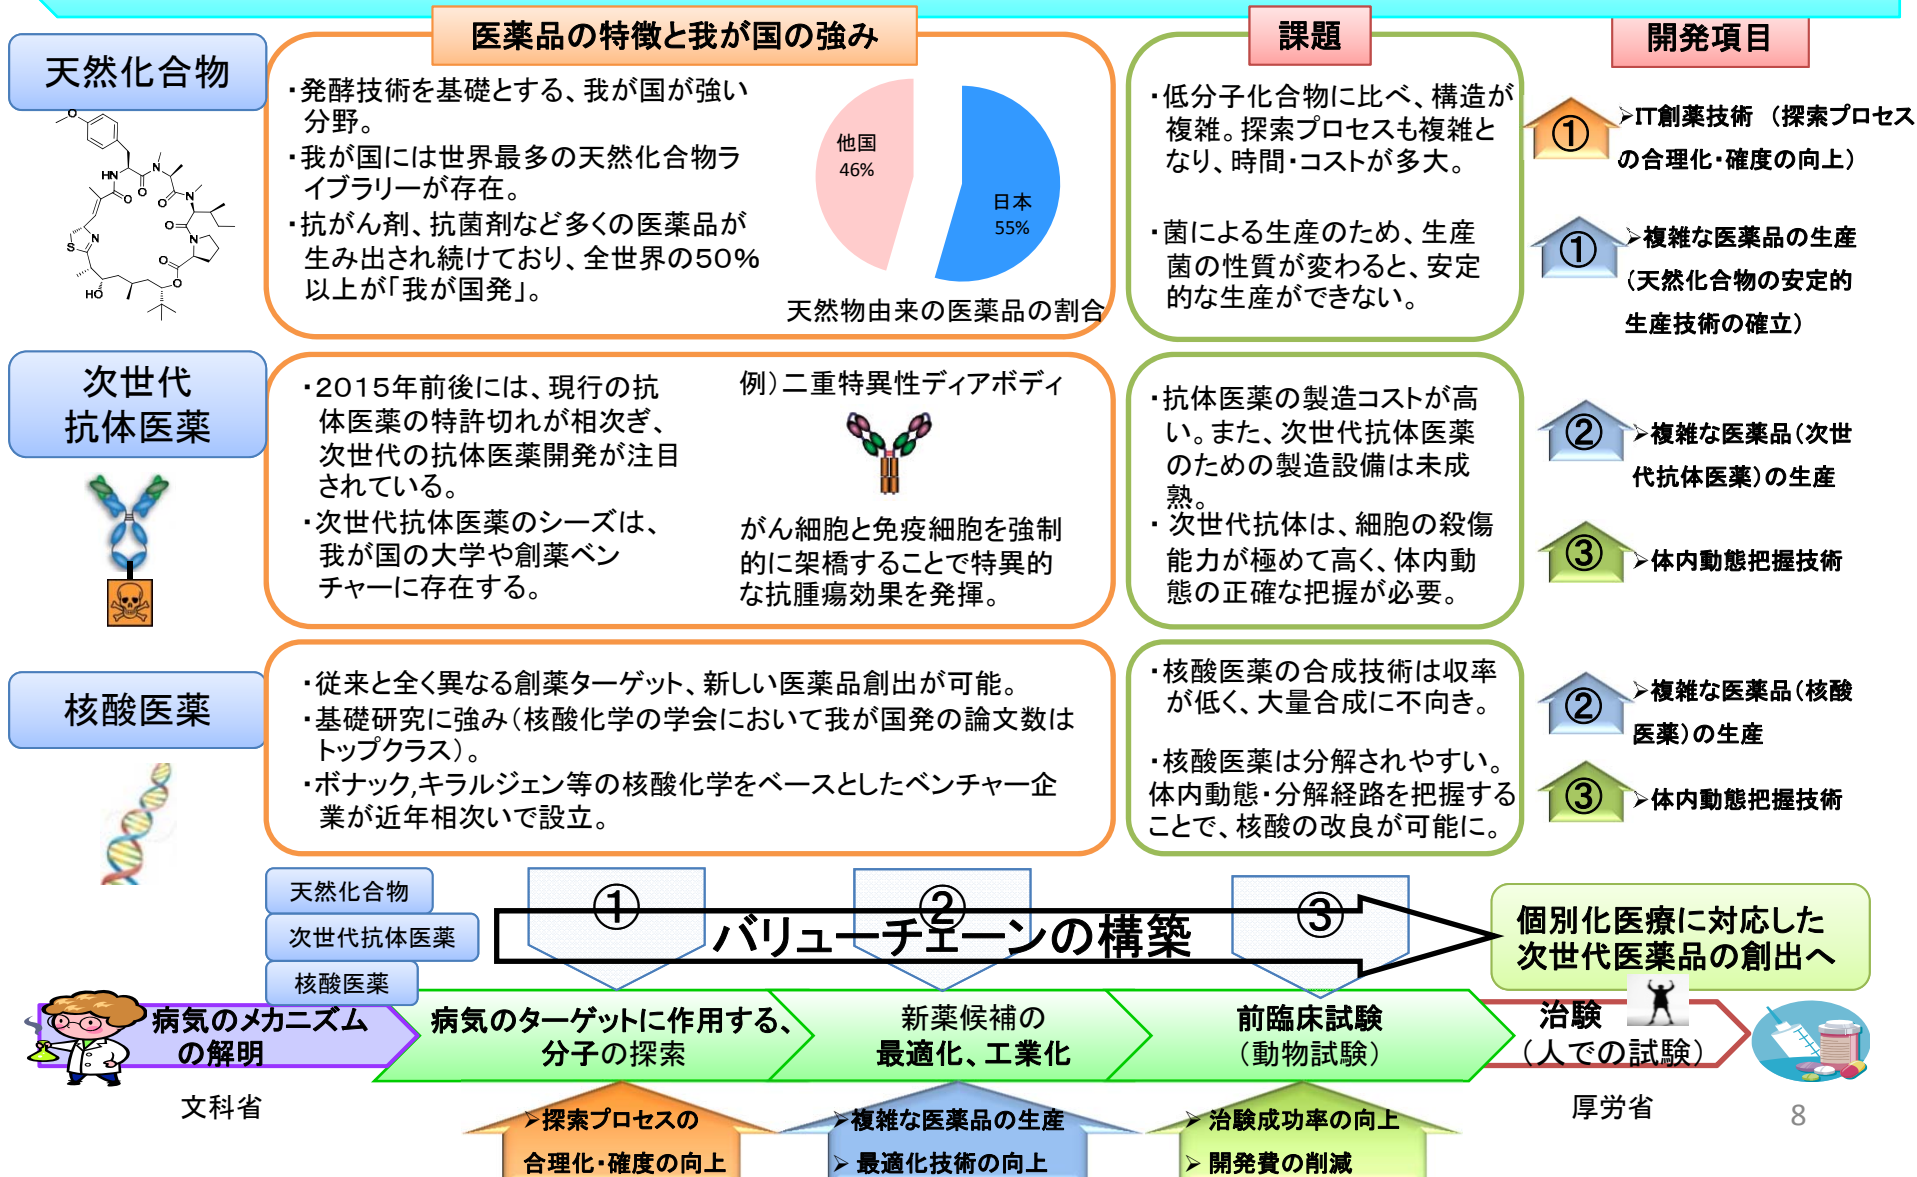 医薬品の特徴と我が国の強み
課題
開発項目
天然化合物
・発酵技術を基礎とする、我が国が強い
分野。
・我が国には世界最多の天然化合物ラ
イブラリーが存在。
・抗がん剤、抗菌剤など多くの医薬品が
生み出され続けており、全世界の50%
以上が「我が国発」。
他国
46%
日本
55%
天然物由来の医薬品の割合
・低分子化合物に比べ、構造が
複雑。探索プロセスも複雑と
なり、時間・コストが多大。
・菌による生産のため、生産
菌の性質が変わると、安定
的な生産ができない。
①
➢IT創薬技術 (探索プロセス
の合理化・確度の向上)
①
➢複雑な医薬品の生産
(天然化合物の安定的
生産技術の確立)
O
HN
O
N
O
O
N
O
N
O
O
HO
S
N
次世代
抗体医薬
・2015年前後には、現行の抗
体医薬の特許切れが相次ぎ、
次世代の抗体医薬開発が注目
されている。
・次世代抗体医薬のシーズは、
我が国の大学や創薬ベン
チャーに存在する。
例)二重特異性ディアボディ
がん細胞と免疫細胞を強制
的に架橋することで特異的
な抗腫瘍効果を発揮。
・抗体医薬の製造コストが高
い。また、次世代抗体医薬
のための製造設備は未成
熟。
・ 次世代抗体は、細胞の殺傷
能力が極めて高く、体内動
態の正確な把握が必要。
②
➢複雑な医薬品(次世
代抗体医薬)の生産
③
➢体内動態把握技術
核酸医薬
・従来と全く異なる創薬ターゲット、新しい医薬品創出が可能。
・基礎研究に強み(核酸化学の学会において我が国発の論文数は
トップクラス)。
・ボナック,キラルジェン等の核酸化学をベースとしたベンチャー企
業が近年相次いで設立。
・核酸医薬の合成技術は収率
が低く、大量合成に不向き。
・核酸医薬は分解されやすい。
体内動態・分解経路を把握する
ことで、核酸の改良が可能に。
②
➢複雑な医薬品(核酸
医薬)の生産
③
➢体内動態把握技術
天然化合物
次世代抗体医薬
核酸医薬
①
②
③
バリューチェーンの構築
個別化医療に対応した
次世代医薬品の創出へ
病気のメカニズム
の解明
病気のターゲットに作用する、
分子の探索
新薬候補の
最適化、工業化
前臨床試験
(動物試験)
治験
(人での試験)
文科省
厚労省
➢探索プロセスの
合理化・確度の向上
➢複雑な医薬品の生産
➢ 最適化技術の向上
➢ 治験成功率の向上
➢ 開発費の削減
8